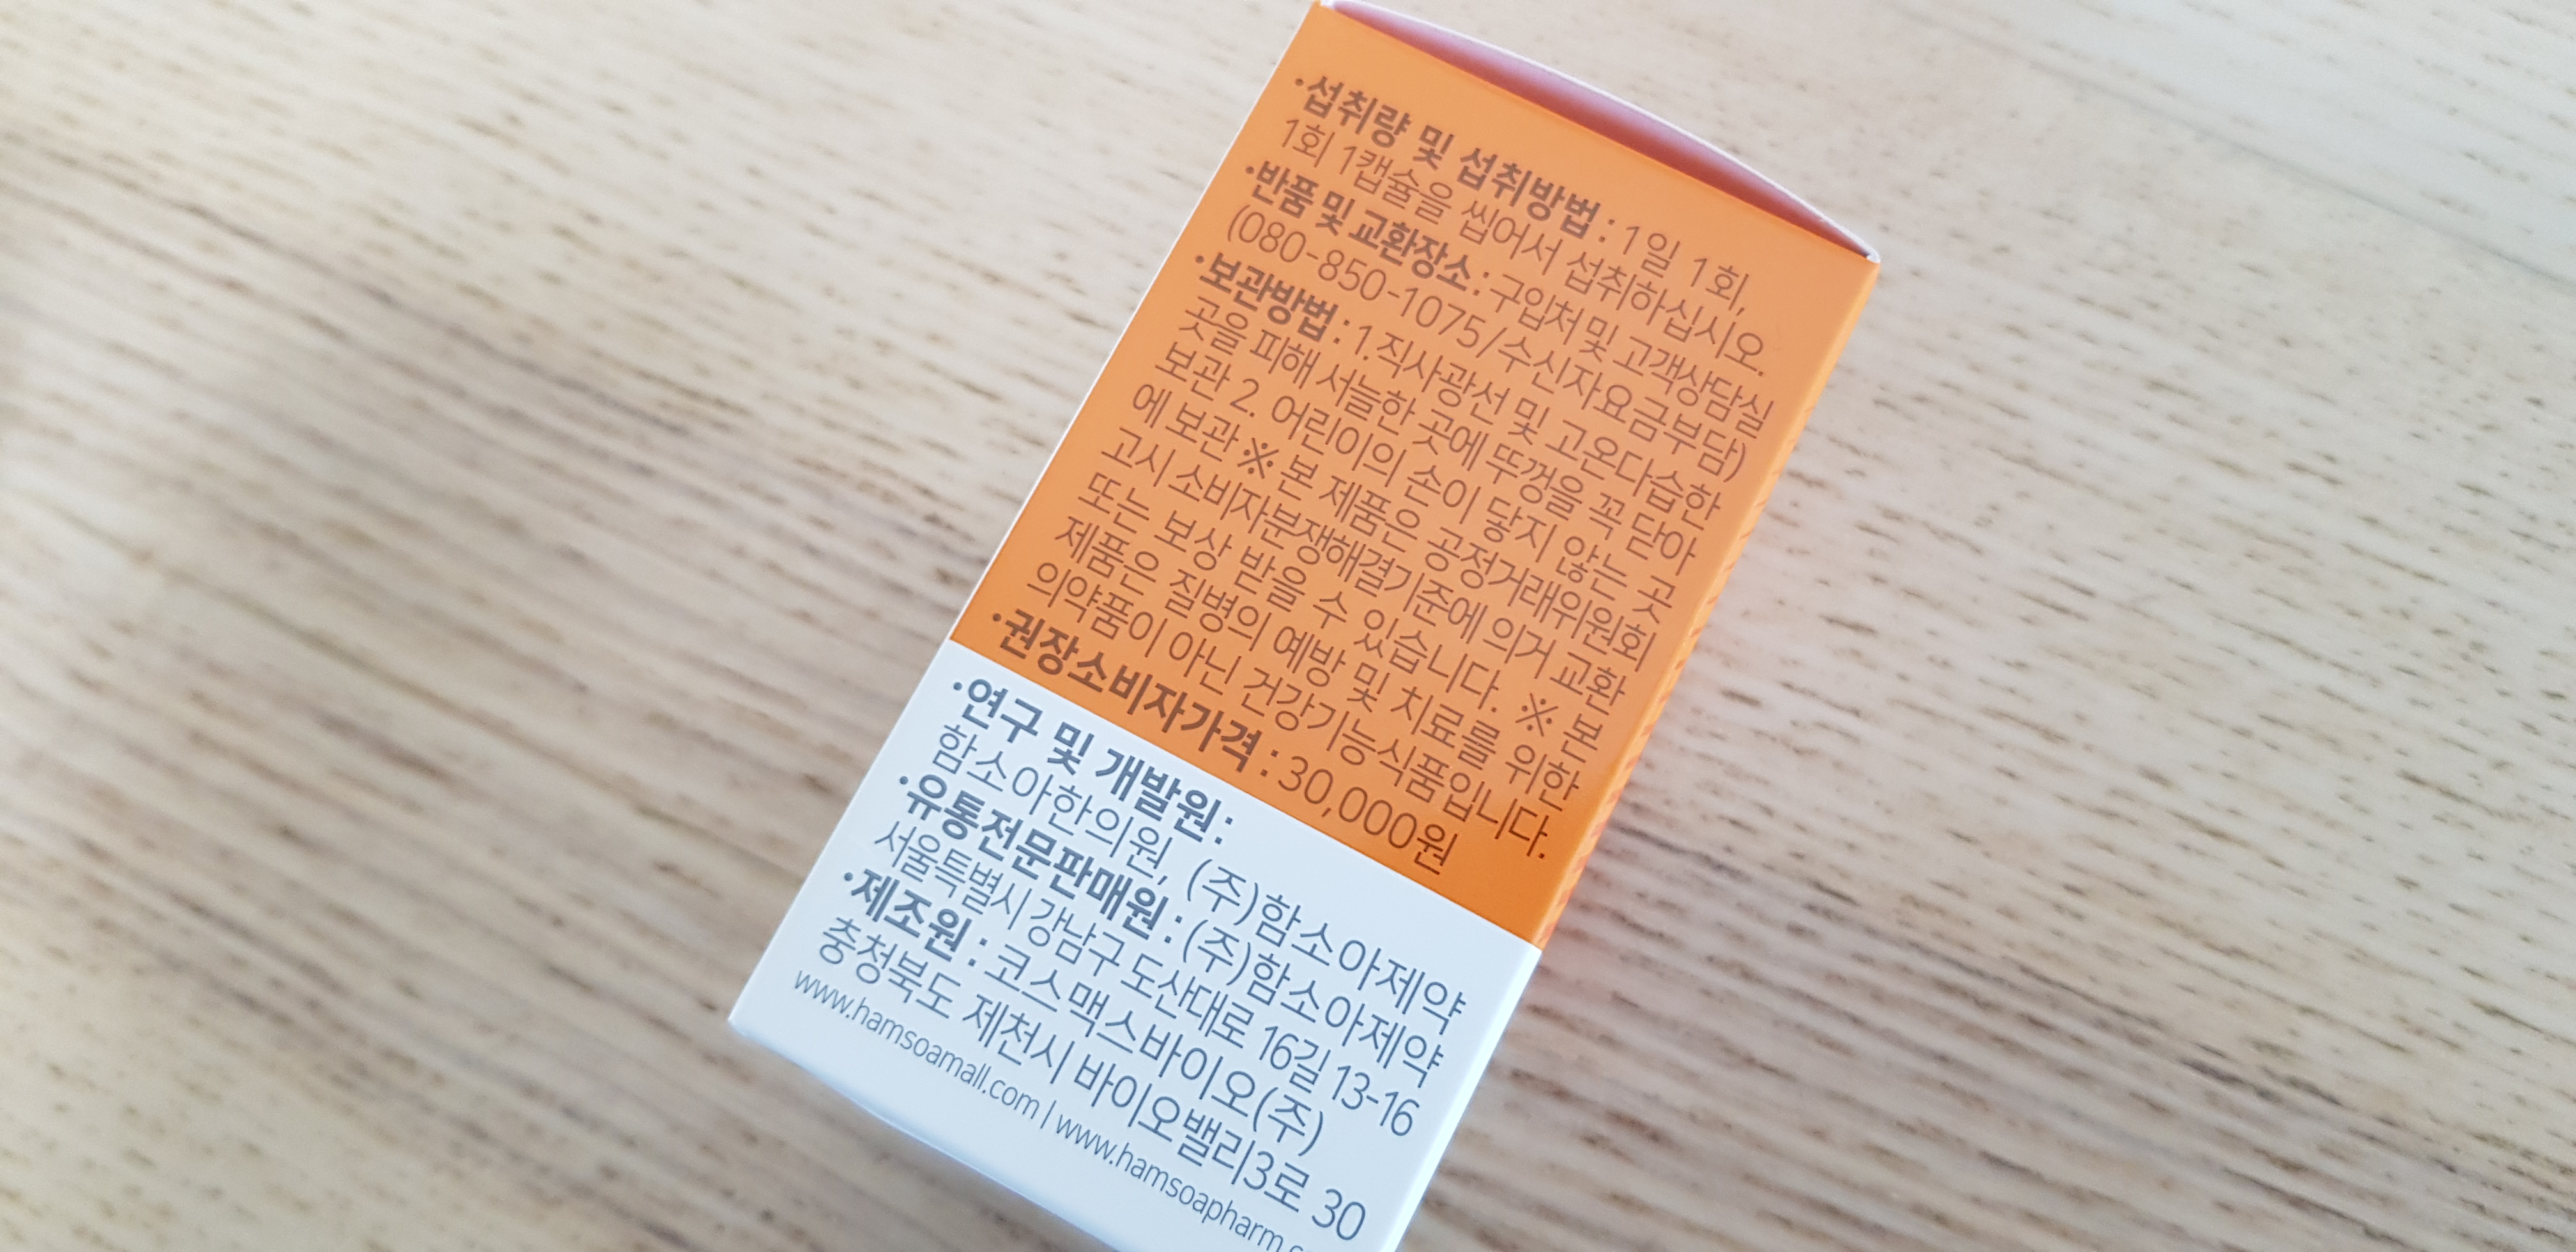 ·섭취량 및 섭취방법 : 1일 1회,
1회 1캡슐을 씹어서 섭취하십시오.
·반품 및 교환장소 : 구입처 및 고객상담실
(080-850-1075/수신자요금부담)
·보관방법 : 1.직사광선 및 고온다습한
곳을 피해 서늘한 곳에 뚜껑을 꼭 닫아
보관 2. 어린이의 손이 닿지 않는 곳
에 보관 ※ 본 제품은 공정거래위원회
고시 소비자분쟁해결기준에 의거 교환
또는 보상 받을 수 있습니다. ※ 본
제품은 질병의 예방 및 치료를 위한
의약품이 아닌 건강기능식품입니다.
·권장소비자가격 : 30,000원
·연구 및 개발원:
함소아한의원, (주)함소아제약
·유통전문판매원 : (주)함소아제약
서울특별시 강남구 도산대로 16길 13-16
·제조원 : 코스맥스바이오(주)
충청북도 제천시 바이오밸리3로 30
www.hamsoamall.com | www.hamsoapharm.c